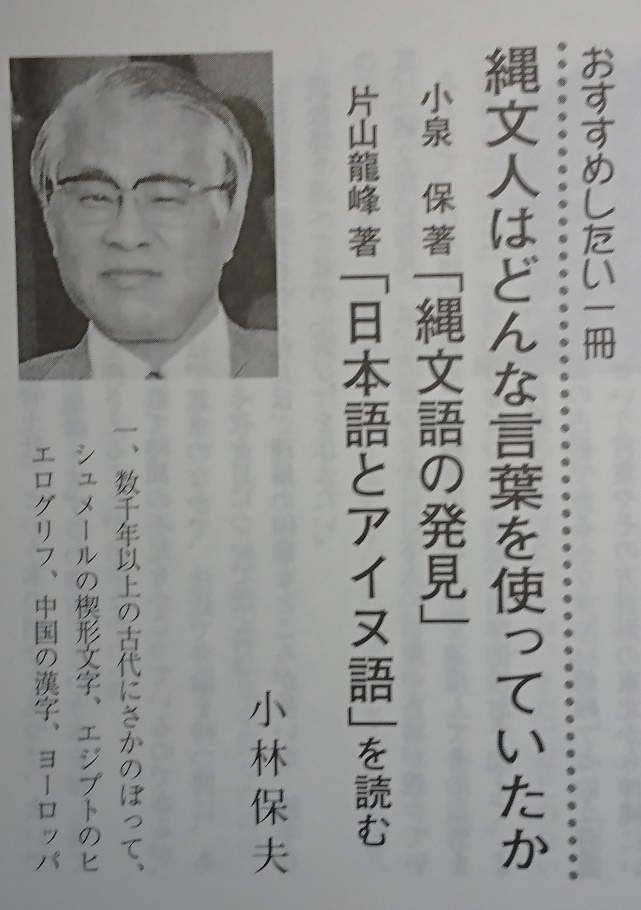 おすすめしたい一冊
縄文人はどんな言葉を使っていたか
小泉 保著「縄文語の発見」
片山龍峰著「日本語とアイヌ語」を読む
小林保夫
一、数千年以上の古代にさかのぼって、
シュメールの楔形文字、エジプトのヒ
エログリフ、中国の漢字、ヨーロッパ